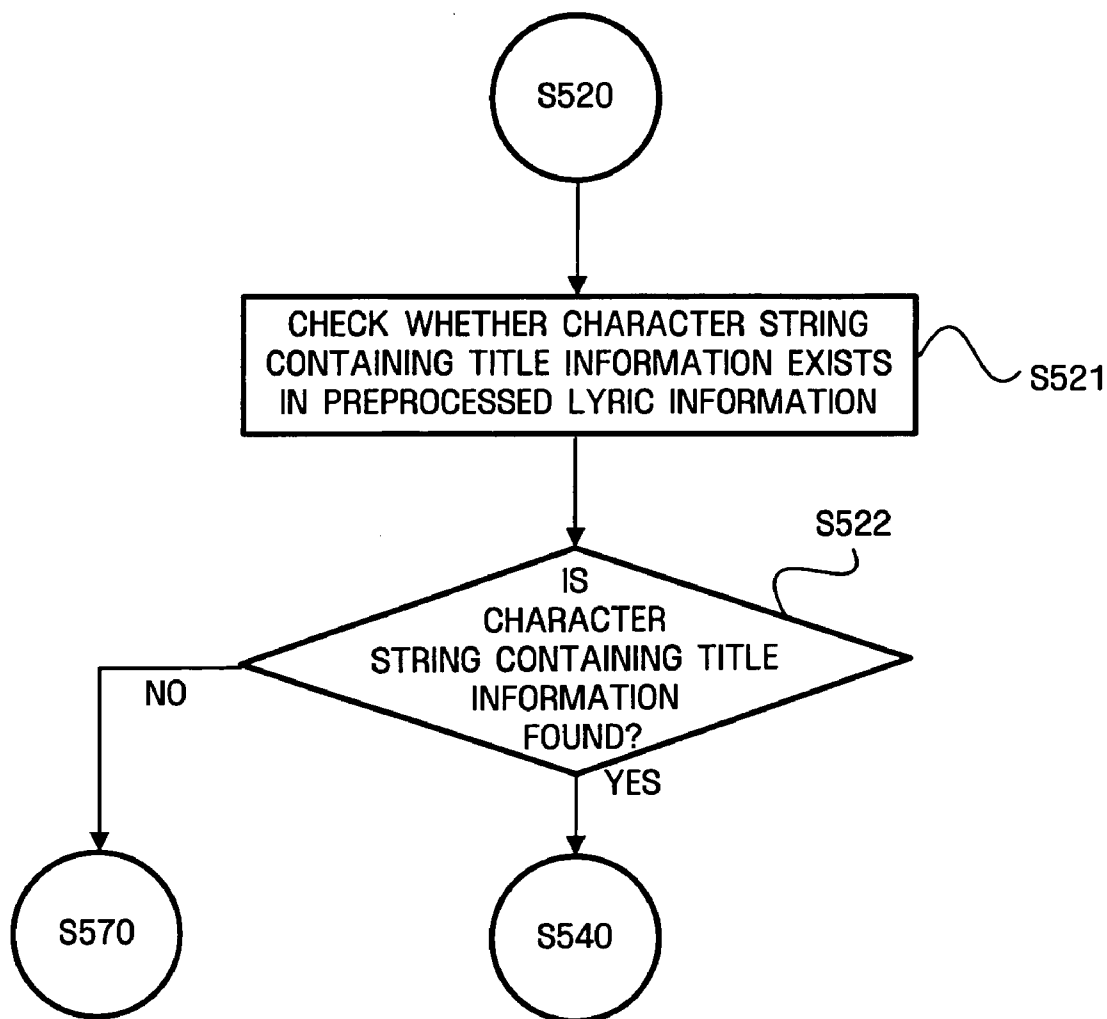 S520
CHECK WHETHER CHARACTER STRING
CONTAINING TITLE INFORMATION EXISTS
IN PREPROCESSED LYRIC INFORMATION
S521
S522
IS
CHARACTER
STRING CONTAINING TITLE
INFORMATION
FOUND?
NO
YES
S570
S540